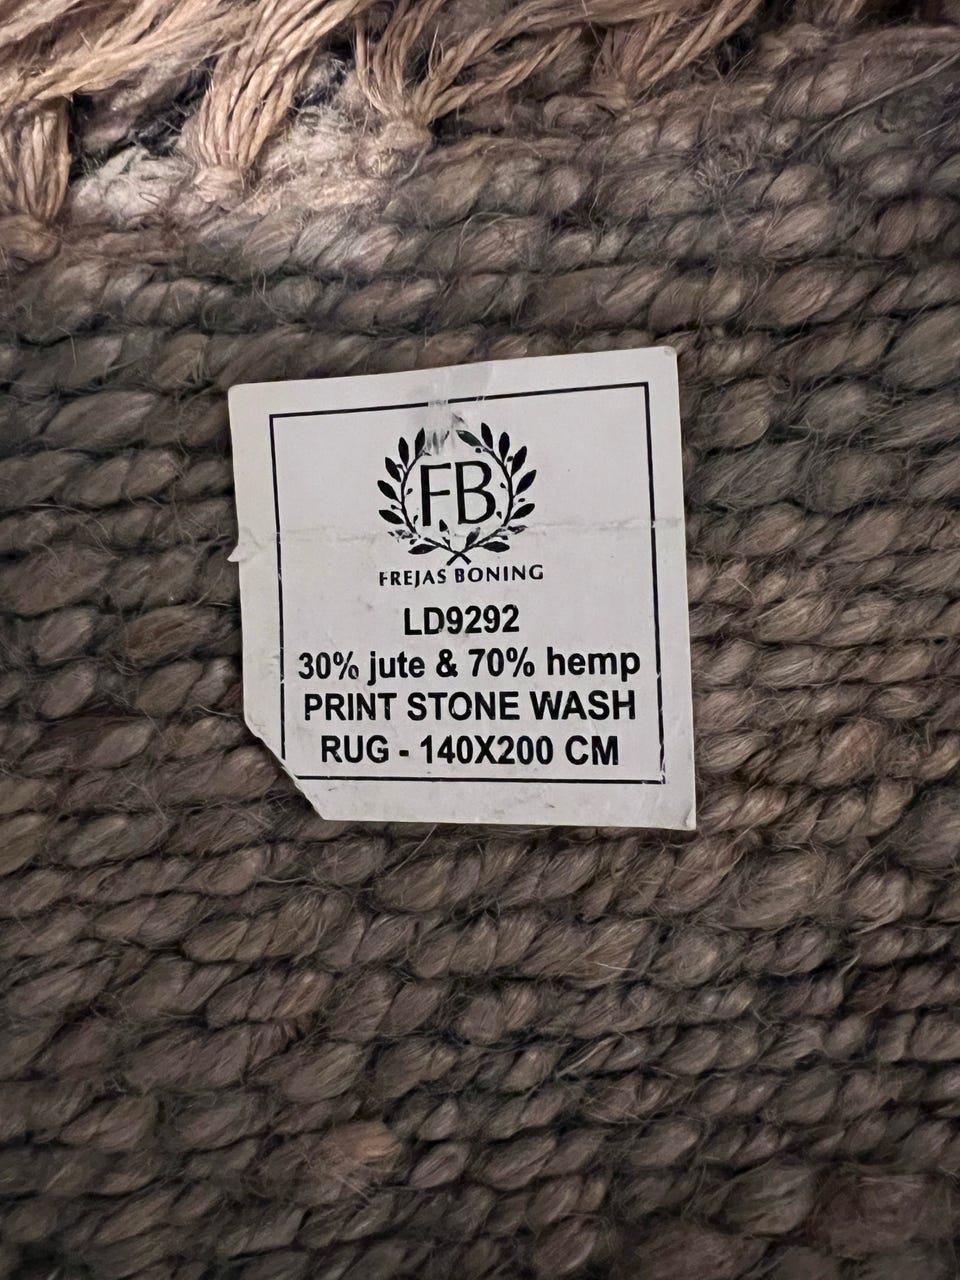 FB
FREJAS BONING
LD9292
30% jute & 70% hemp
PRINT STONE WASH
RUG - 140X200 CM